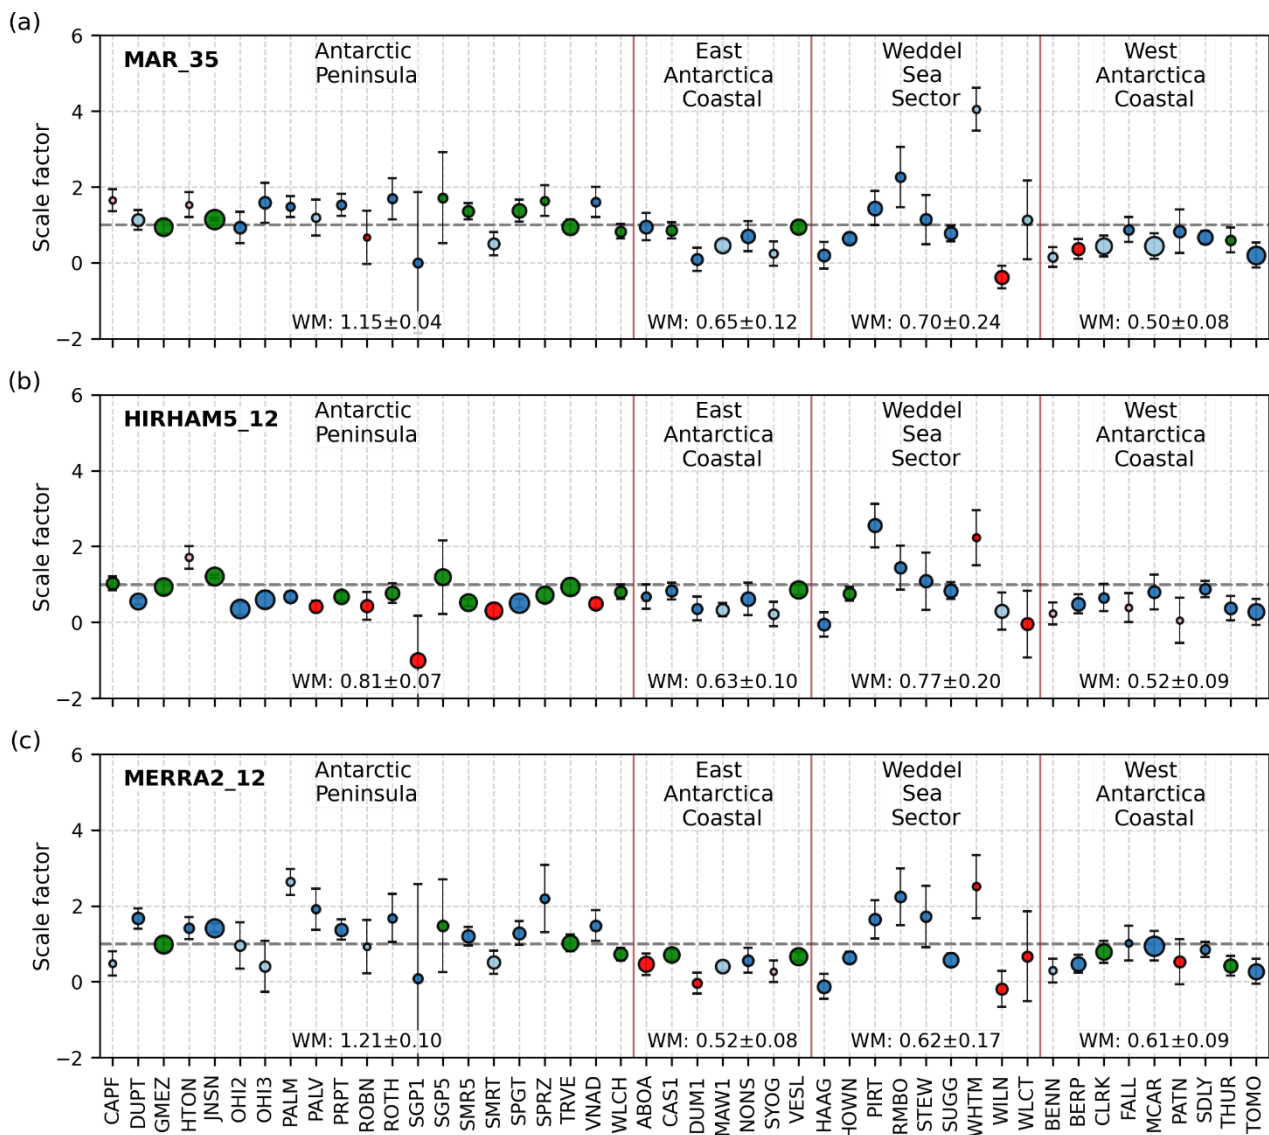 (a)
MAR_35
Antarctic
Peninsula
East
Antarctica
Coastal
Weddel
Sea
Sector
West
Antarctica
Coastal
Scale factor
6
4
2
0
−2
WM: 1.15±0.04
WM: 0.65±0.12
WM: 0.70±0.24
WM: 0.50±0.08
(b)
HIRHAM5_12
Antarctic
Peninsula
East
Antarctica
Coastal
Weddel
Sea
Sector
West
Antarctica
Coastal
Scale factor
6
4
2
0
−2
WM: 0.81±0.07
WM: 0.63±0.10
WM: 0.77±0.20
WM: 0.52±0.09
(c)
MERRA2_12
Antarctic
Peninsula
East
Antarctica
Coastal
Weddel
Sea
Sector
West
Antarctica
Coastal
Scale factor
6
4
2
0
−2
WM: 1.21±0.10
WM: 0.52±0.08
WM: 0.62±0.17
WM: 0.61±0.09
CAPF
DUPT
GMEZ
HTON
JNSN
OHI2
OHI3
PALM
PALV
PRPT
ROBN
ROTH
SGP1
SGP5
SMR5
SMRT
SPGT
SPRZ
TRVE
VNAD
WLCH
ABOA
CAS1
DUM1
MAW1
NONS
SYOG
VESL
HAAG
HOWN
PIRT
RMBO
STEW
SUGG
WHTM
WILN
WLCT
BENN
BERP
CLRK
FALL
MCAR
PATN
SDLY
THUR
TOMO